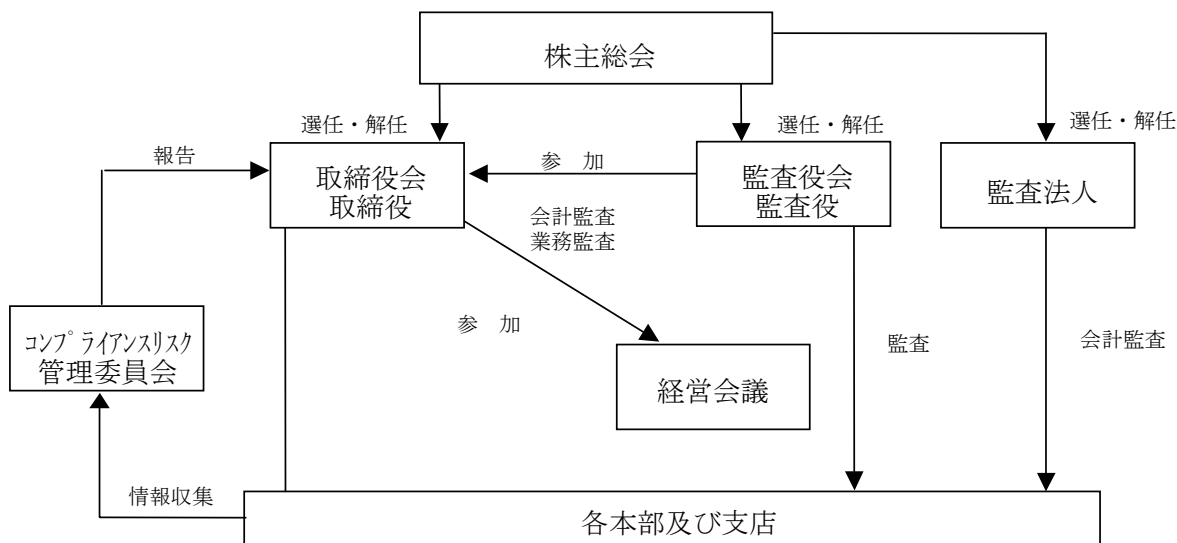 株主総会
選任・解任
選任・解任
選任・解任
報告
取締役会
取締役
参　加
監査役会
監査役
監査法人
会計監査
業務監査
コンプライアンスリスク
管理委員会
参　加
監査
会計監査
経営会議
情報収集
各本部及び支店